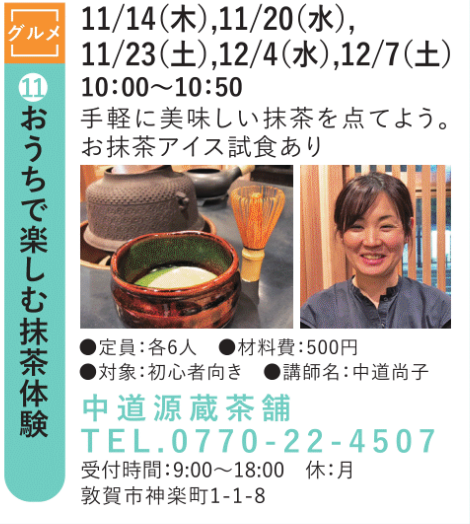 グルメ
⑪おうちで楽しむ抹茶体験
11/14(木),11/20(水),
11/23(土),12/4(水),12/7(土)
10:00〜10:50
手軽に美味しい抹茶を点てよう。
お抹茶アイス試食あり
●定員:各6人 ●材料費:500円
●対象:初心者向き ●講師名:中道尚子
中道源蔵茶舗
TEL.0770-22-4507
受付時間:9:00〜18:00 休:月
敦賀市神楽町1-1-8